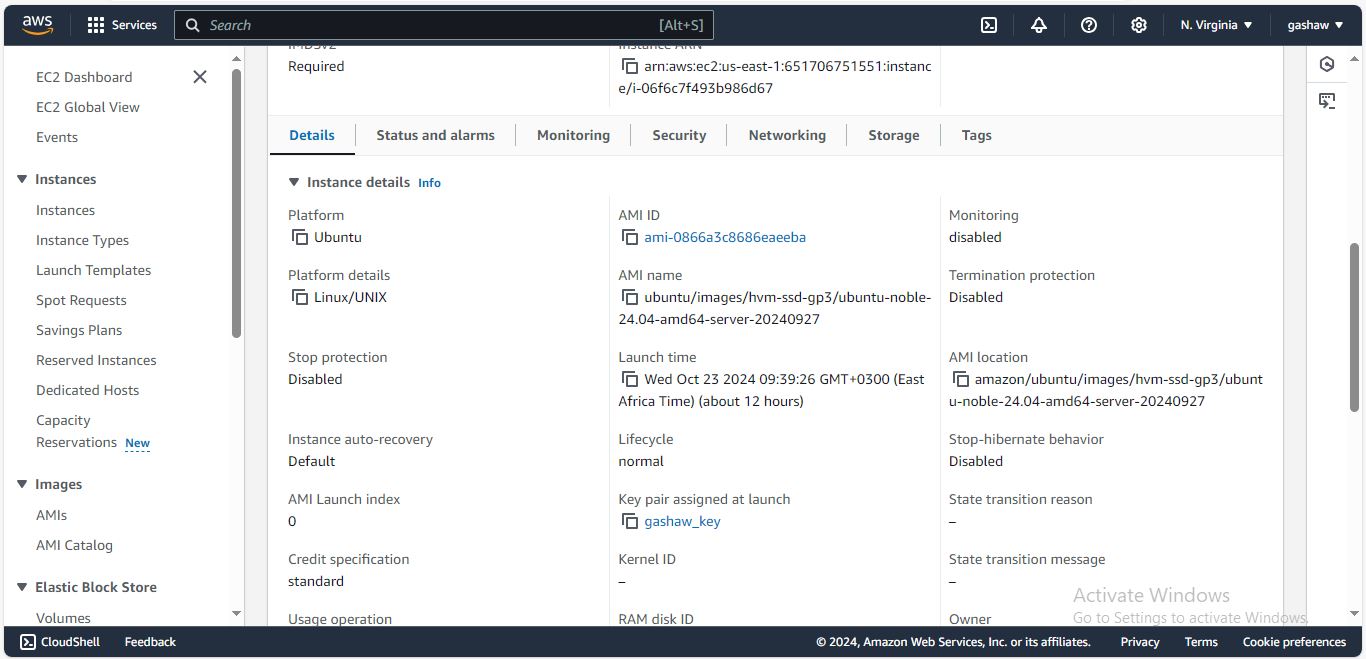 aws
Services
Search
[Alt+S]
N. Virginia
gashaw
EC2 Dashboard
EC2 Global View
Events
Instances
Instances
Instance Types
Launch Templates
Spot Requests
Savings Plans
Reserved Instances
Dedicated Hosts
Capacity
Reservations New
Images
AMIs
AMI Catalog
Elastic Block Store
Volumes
IMDSv2
Required
Instance ARN
arn:aws:ec2:us-east-1:651706751551:instanc
e/i-06f6c7f493b986d67
Details
Status and alarms
Monitoring
Security
Networking
Storage
Tags
Instance details Info
Platform
Ubuntu
AMI ID
ami-0866a3c8686eaeeba
Monitoring
disabled
Platform details
Linux/UNIX
AMI name
ubuntu/images/hvm-ssd-gp3/ubuntu-noble-
24.04-amd64-server-20240927
Termination protection
Disabled
Stop protection
Disabled
Launch time
Wed Oct 23 2024 09:39:26 GMT+0300 (East
Africa Time) (about 12 hours)
AMI location
amazon/ubuntu/images/hvm-ssd-gp3/ubunt
u-noble-24.04-amd64-server-20240927
Instance auto-recovery
Default
Lifecycle
normal
Stop-hibernate behavior
Disabled
AMI Launch index
0
Key pair assigned at launch
gashaw_key
State transition reason
–
Credit specification
standard
Kernel ID
–
State transition message
–
Usage operation
RAM disk ID
Owner
Activate Windows
Go to Settings to activate Windows.
CloudShell
Feedback
© 2024, Amazon Web Services, Inc. or its affiliates.
Privacy
Terms
Cookie preferences